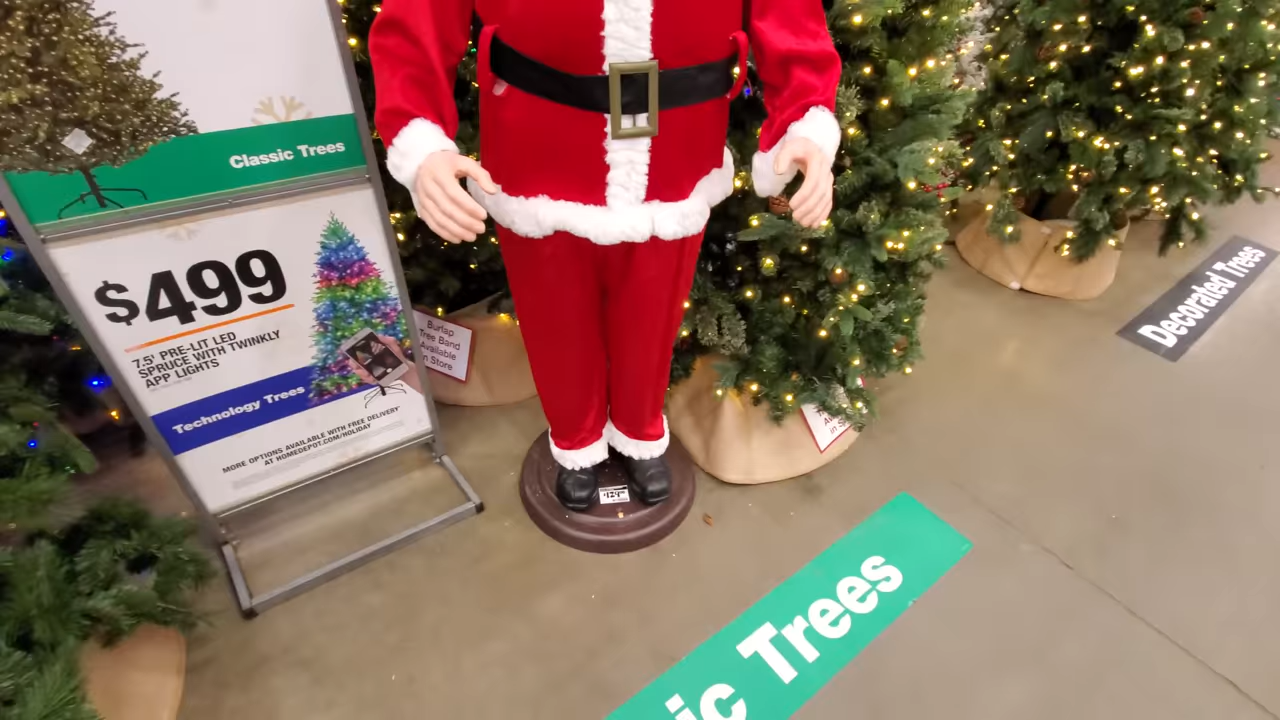 Classic Trees
$499
7.5' PRE-LIT LED
SPRUCE WITH TWINKLY
APP LIGHTS
Technology Trees
MORE OPTIONS AVAILABLE WITH FREE DELIVERY*
AT HOMEDEPOT.COM/HOLIDAY
Burlap
Tree Band
Available
in Store
Decorated Trees
ic Trees